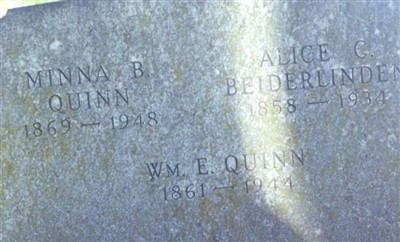 MINNA B.
QUINN
1869 — 1948
ALICE C.
BEIDERLINDEN
1858 — 1934
WM. E. QUINN
1861 — 1944